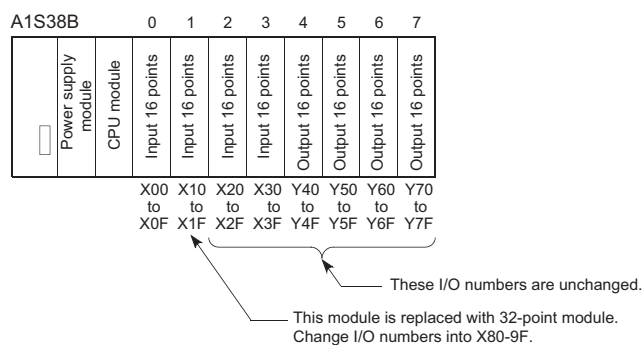 A1S38B
0 1 2 3 4 5 6 7
Power supply
module
CPU module
Input 16 points
Input 16 points
Input 16 points
Input 16 points
Output 16 points
Output 16 points
Output 16 points
Output 16 points
X00 X10 X20 X30 Y40 Y50 Y60 Y70
to to to to to to to to
X0F X1F X2F X3F Y4F Y5F Y6F Y7F
These I/O numbers are unchanged.
This module is replaced with 32-point module.
Change I/O numbers into X80-9F.